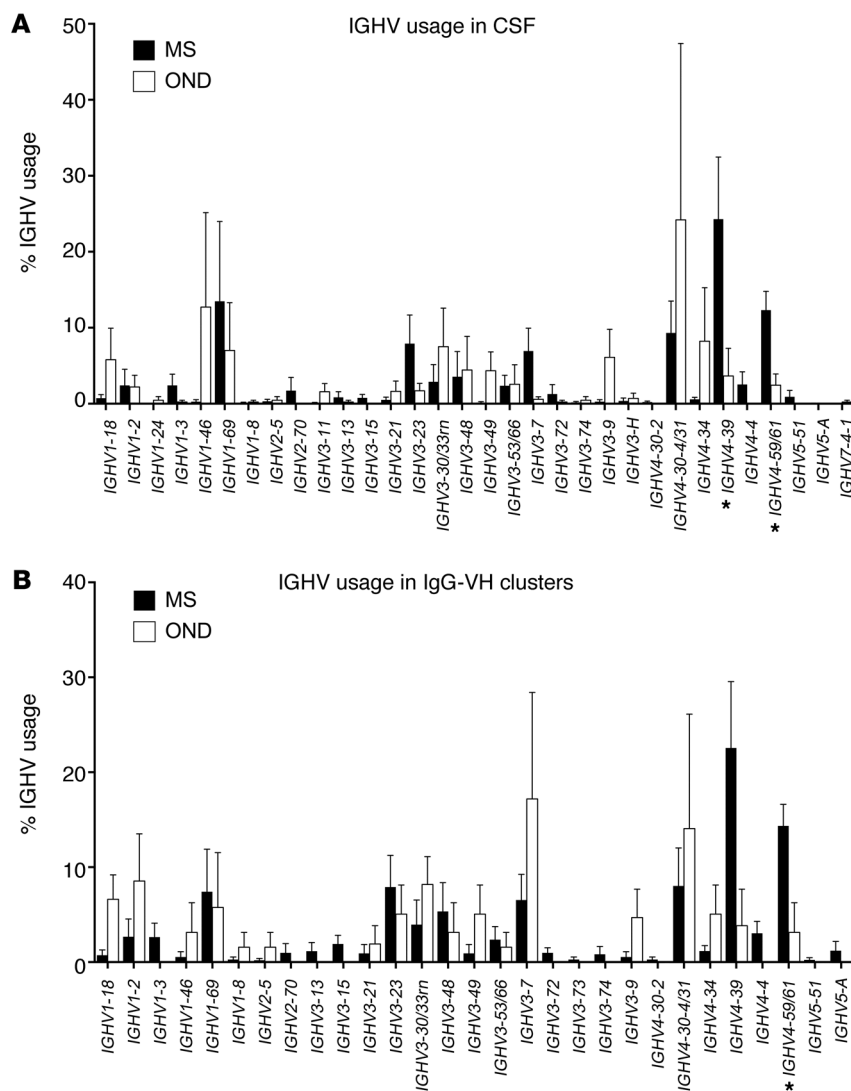 A
IGHV usage in CSF
MS
OND
% IGHV usage
50
40
30
20
10
0
IGHV1-18
IGHV1-2
IGHV1-24
IGHV1-3
IGHV1-46
IGHV1-69
IGHV1-8
IGHV2-5
IGHV2-70
IGHV3-11
IGHV3-13
IGHV3-15
IGHV3-21
IGHV3-23
IGHV3-30/33rn
IGHV3-48
IGHV3-49
IGHV3-53/66
IGHV3-7
IGHV3-72
IGHV3-74
IGHV3-9
IGHV3-H
IGHV4-30-2
IGHV4-30-4/31
IGHV4-34
* IGHV4-39
IGHV4-4
* IGHV4-59/61
IGHV5-51
IGHV5-A
IGHV7-4-1
B
IGHV usage in IgG-VH clusters
MS
OND
% IGHV usage
40
30
20
10
0
IGHV1-18
IGHV1-2
IGHV1-3
IGHV1-46
IGHV1-69
IGHV1-8
IGHV2-5
IGHV2-70
IGHV3-13
IGHV3-15
IGHV3-21
IGHV3-23
IGHV3-30/33rn
IGHV3-48
IGHV3-49
IGHV3-53/66
IGHV3-7
IGHV3-72
IGHV3-73
IGHV3-74
IGHV3-9
IGHV4-30-2
IGHV4-30-4/31
IGHV4-34
IGHV4-39
IGHV4-4
* IGHV4-59/61
IGHV5-51
IGHV5-A